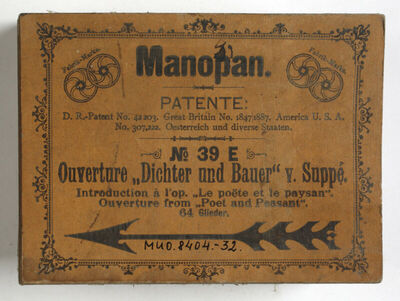 Fabrik-Marke.
Fabrik-Marke.
Manopan.
PATENTE:
D. R.-Patent No. 42203. Great Britain No. 1847,1887. America U. S. A.
No. 307,222. Oesterreich und diverse Staaten.
№ 39 E
Ouverture „Dichter und Bauer" v. Suppé.
Introduction à l'op. „Le poëte et le paysan".
Ouverture from „Poet and Peasant".
64 Glieder.
MUO.8404.-32.